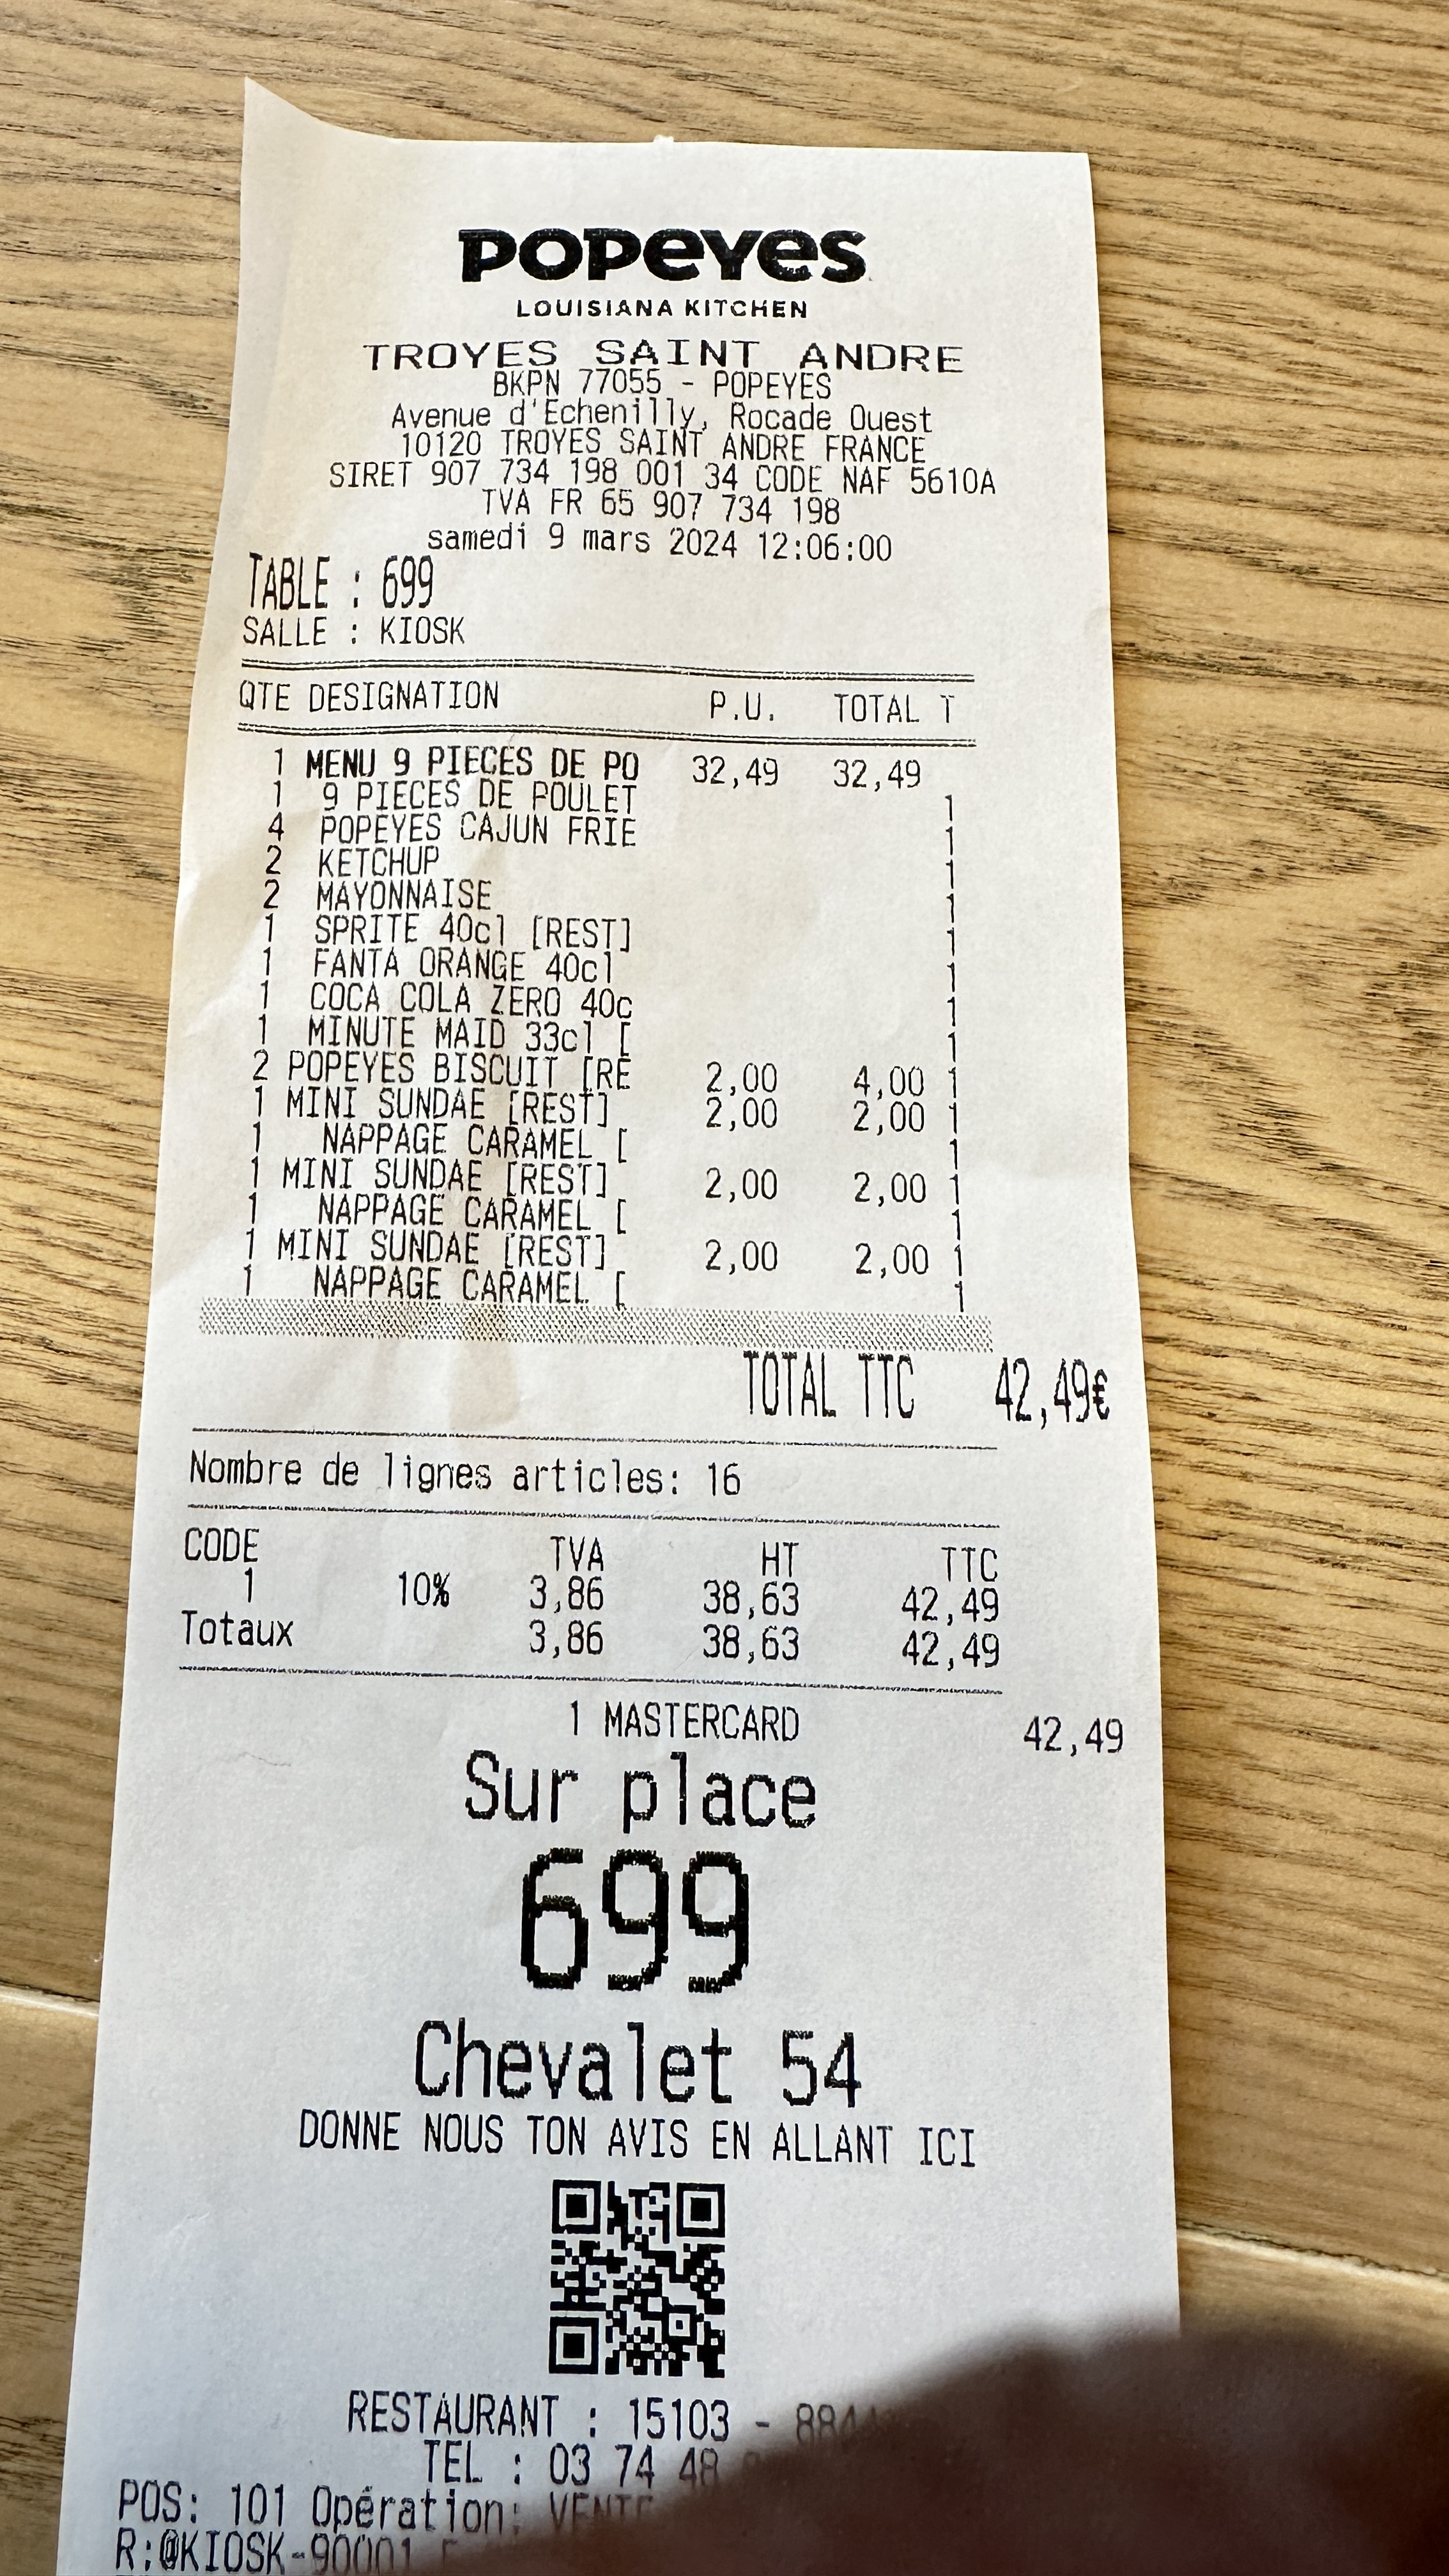 POPEYES
LOUISIANA KITCHEN
TROYES SAINT ANDRE
BKPN 77055 - POPEYES
Avenue d'Echenilly, Rocade Ouest
10120 TROYES SAINT ANDRE FRANCE
SIRET 907 734 198 001 34 CODE NAF 5610A
TVA FR 65 907 734 198
samedi 9 mars 2024 12:06:00
TABLE : 699
SALLE : KIOSK
QTE DESIGNATION P.U. TOTAL T
1 MENU 9 PIECES DE PO 32,49 32,49
1 9 PIECES DE POULET 1
4 POPEYES CAJUN FRIE 1
2 KETCHUP 1
2 MAYONNAISE 1
1 SPRITE 40cl [REST] 1
1 FANTA ORANGE 40cl 1
1 COCA COLA ZERO 40c 1
1 MINUTE MAID 33cl [ 1
2 POPEYES BISCUIT [RE 2,00 4,00 1
1 MINI SUNDAE [REST] 2,00 2,00 1
1 NAPPAGE CARAMEL [ 1
1 MINI SUNDAE [REST] 2,00 2,00 1
1 NAPPAGE CARAMEL [ 1
1 MINI SUNDAE [REST] 2,00 2,00 1
1 NAPPAGE CARAMEL [ 1
TOTAL TTC 42,49€
Nombre de lignes articles: 16
CODE TVA HT TTC
1 10% 3,86 38,63 42,49
Totaux 3,86 38,63 42,49
1 MASTERCARD 42,49
Sur place
699
Chevalet 54
DONNE NOUS TON AVIS EN ALLANT ICI
RESTAURANT : 15103 -
TEL : 03 74 48
POS: 101 Opération: VENTE
R:@KIOSK-90001